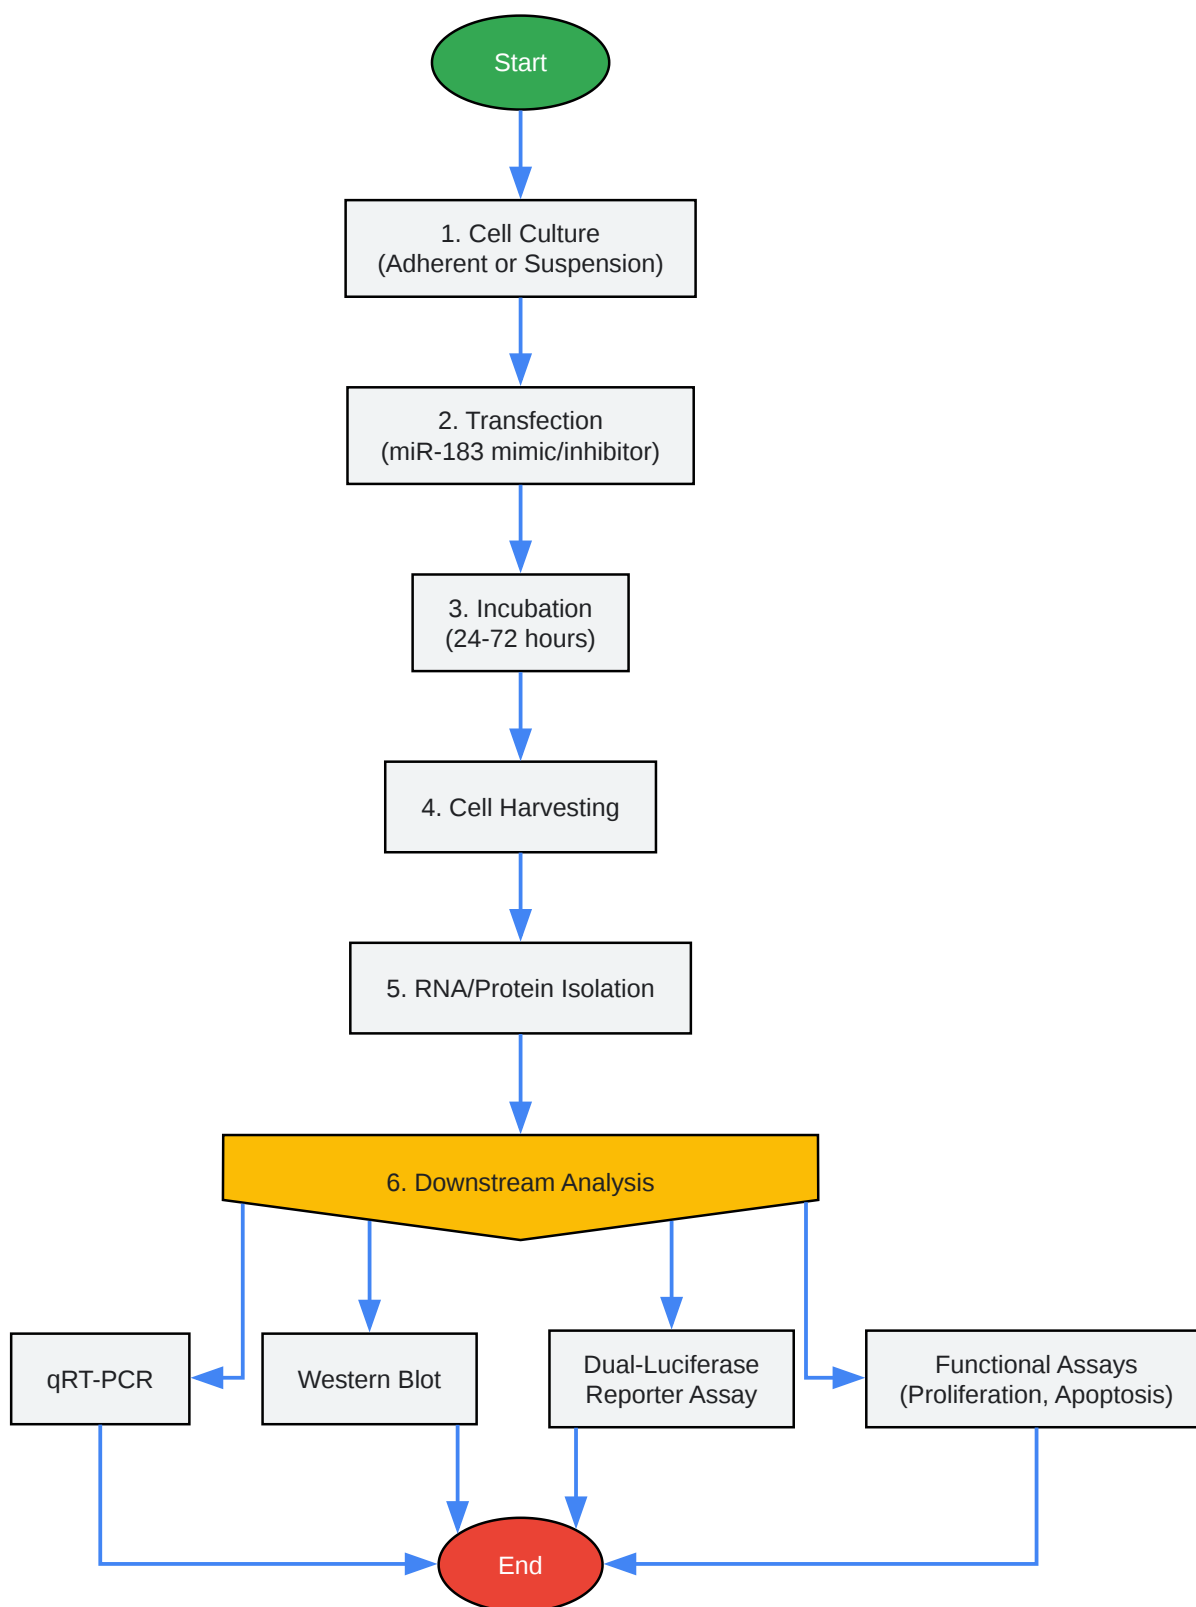 Start
1. Cell Culture
(Adherent or Suspension)
2. Transfection
(miR-183 mimic/inhibitor)
3. Incubation
(24-72 hours)
4. Cell Harvesting
5. RNA/Protein Isolation
6. Downstream Analysis
qRT-PCR
Western Blot
Dual-Luciferase
Reporter Assay
Functional Assays
(Proliferation, Apoptosis)
End